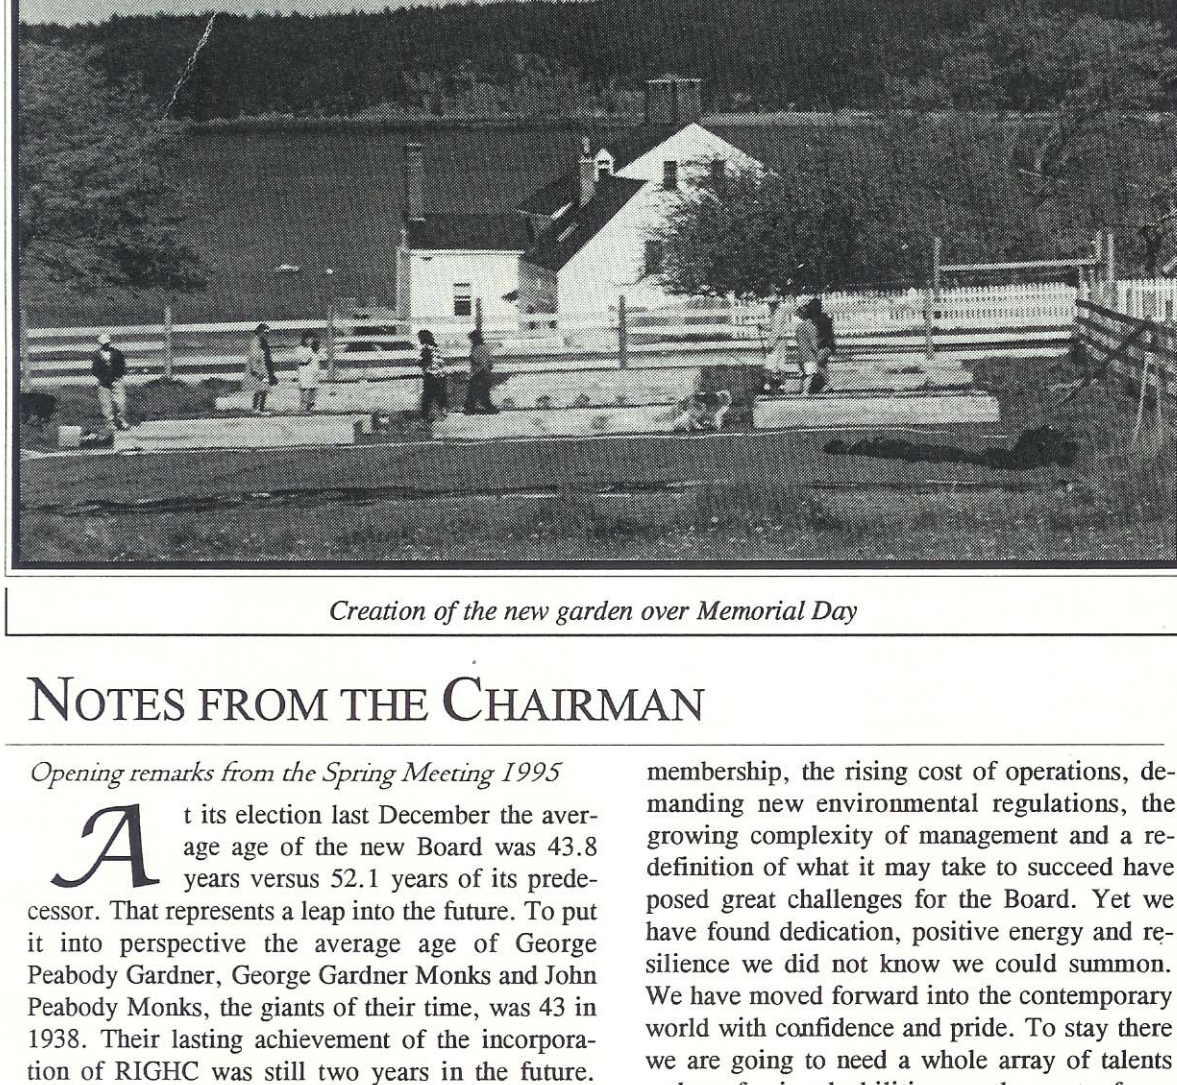 Creation of the new garden over Memorial Day
NOTES FROM THE CHAIRMAN
Opening remarks from the Spring Meeting 1995
At its election last December the aver-
age age of the new Board was 43.8
years versus 52.1 years of its prede-
cessor. That represents a leap into the future. To put
it into perspective the average age of George
Peabody Gardner, George Gardner Monks and John
Peabody Monks, the giants of their time, was 43 in
1938. Their lasting achievement of the incorpora-
tion of RIGHC was still two years in the future.
membership, the rising cost of operations, de-
manding new environmental regulations, the
growing complexity of management and a re-
definition of what it may take to succeed have
posed great challenges for the Board. Yet we
have found dedication, positive energy and re-
silience we did not know we could summon.
We have moved forward into the contemporary
world with confidence and pride. To stay there
we are going to need a whole array of talents